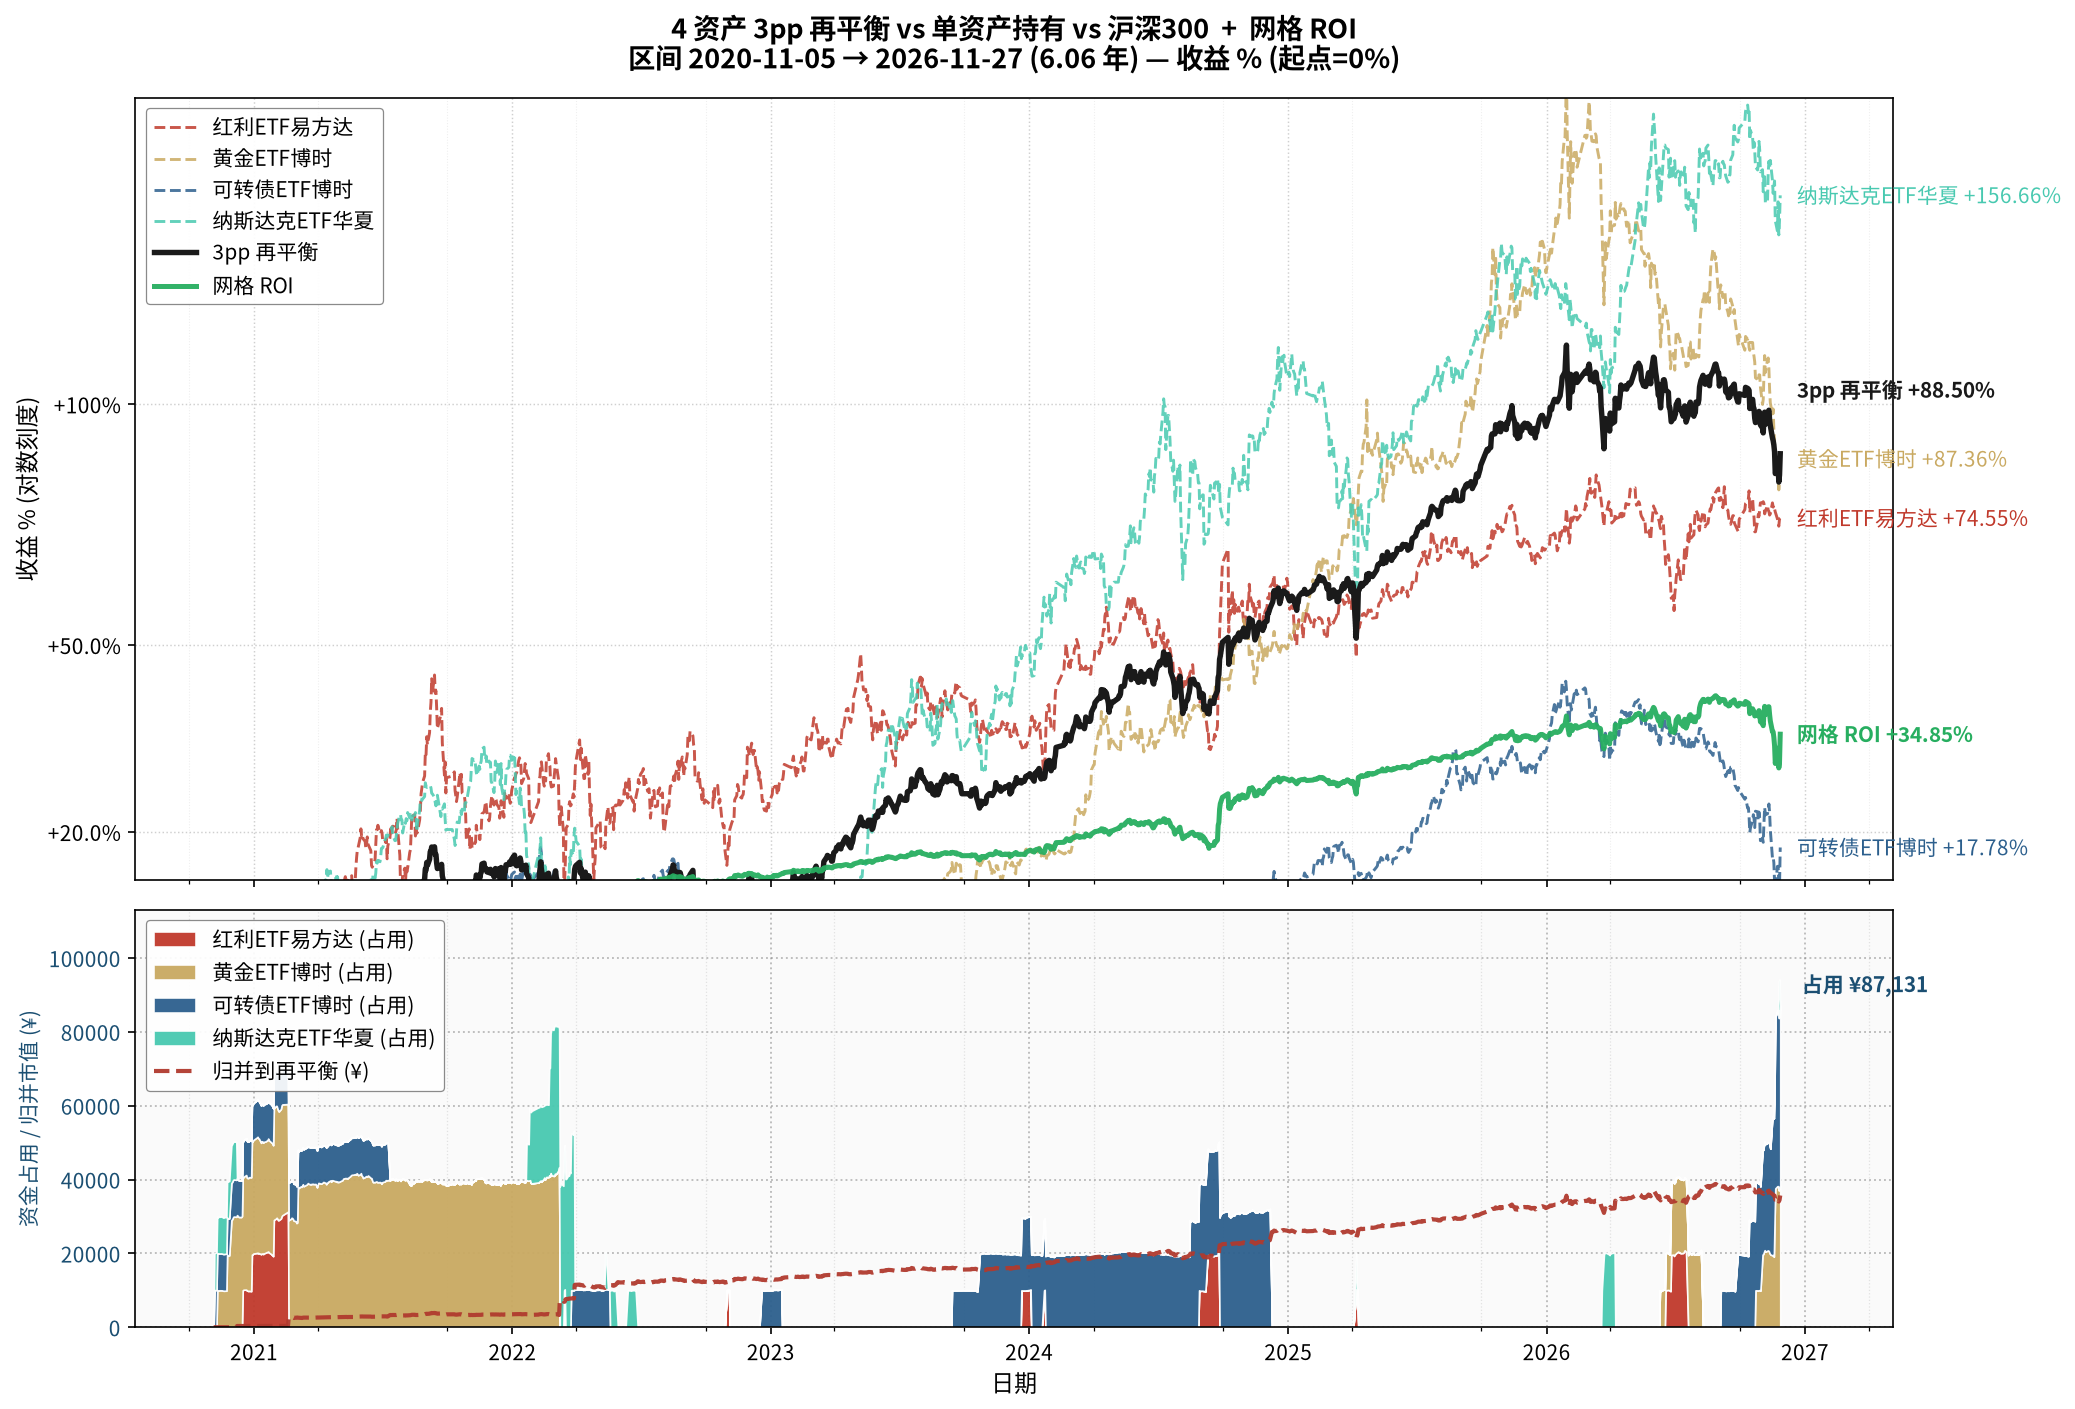 4 资产 3pp 再平衡 vs 单资产持有 vs 沪深300 + 网格 ROI
区间 2020-11-05 → 2026-11-27 (6.06 年) — 收益 % (起点=0%)
红利ETF易方达
黄金ETF博时
可转债ETF博时
纳斯达克ETF华夏
3pp 再平衡
网格 ROI
收益 % (对数刻度)
+100%
+50.0%
+20.0%
纳斯达克ETF华夏 +156.66%
3pp 再平衡 +88.50%
黄金ETF博时 +87.36%
红利ETF易方达 +74.55%
网格 ROI +34.85%
可转债ETF博时 +17.78%
红利ETF易方达 (占用)
黄金ETF博时 (占用)
可转债ETF博时 (占用)
纳斯达克ETF华夏 (占用)
归并到再平衡 (¥)
占用 ¥87,131
资金占用 / 归并市值 (¥)
100000
80000
60000
40000
20000
0
2021
2022
2023
2024
2025
2026
2027
日期